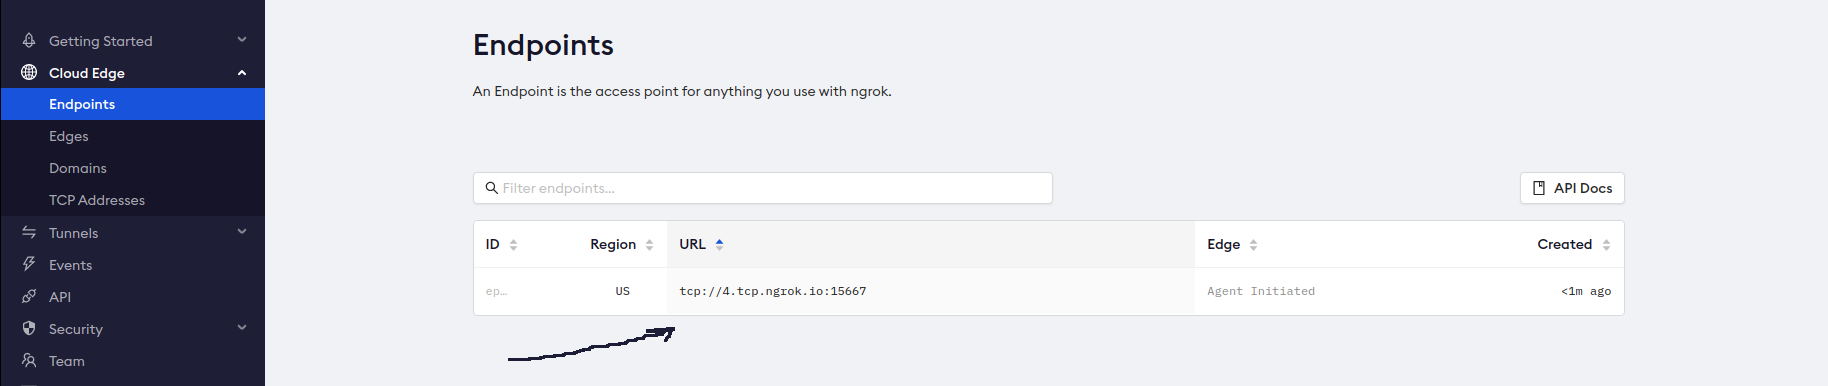 Getting Started
Cloud Edge
Endpoints
Edges
Domains
TCP Addresses
Tunnels
Events
API
Security
Team
Endpoints
An Endpoint is the access point for anything you use with ngrok.
Filter endpoints...
API Docs
ID Region URL Edge Created
ep... US tcp://4.tcp.ngrok.io:15667 Agent Initiated <1m ago